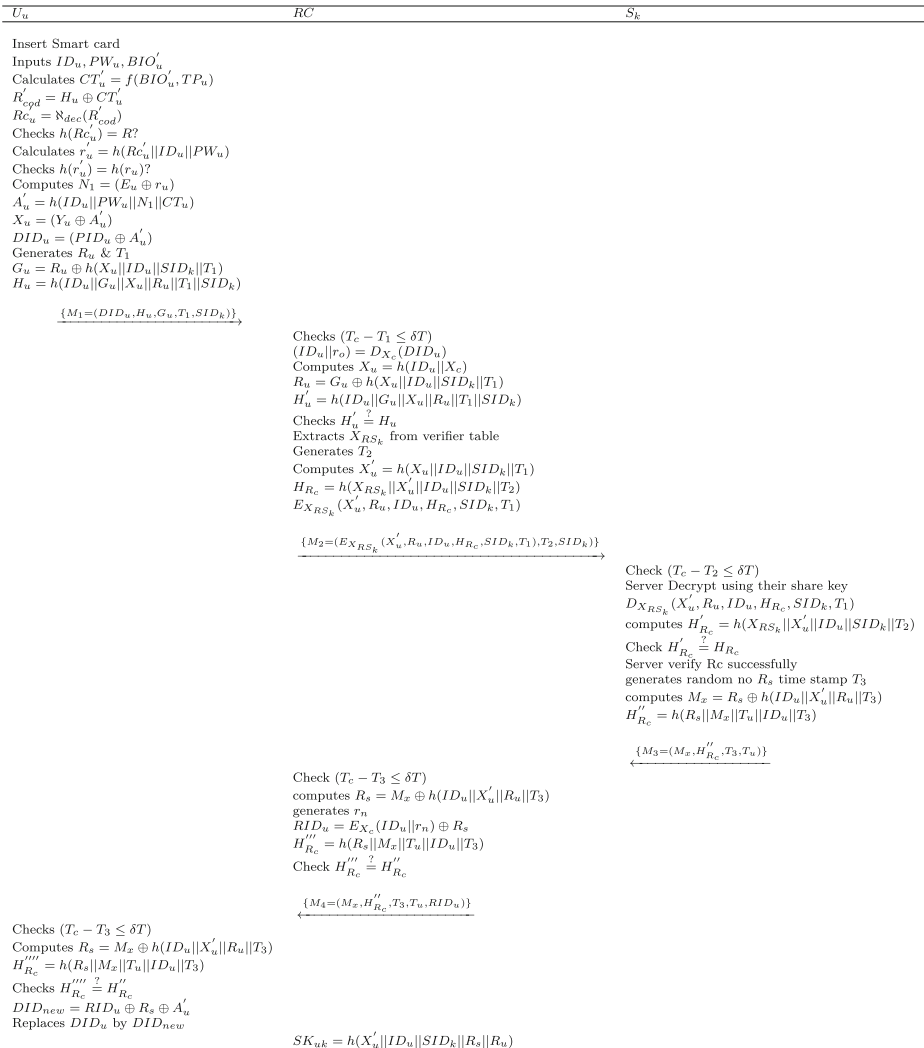 U_u RC S_k
Insert Smart card
Inputs ID_u, PW_u, BIO'_u
Calculates CT'_u = f(BIO'_u, TP_u)
R'_cod = H_u ⊕ CT'_u
Rc'_u = ℵ_dec(R'_cod)
Checks h(Rc'_u) = R?
Calculates r'_u = h(Rc'_u||ID_u||PW_u)
Checks h(r'_u) = h(r_u)?
Computes N_1 = (E_u ⊕ r_u)
A'_u = h(ID_u||PW_u||N_1||CT_u)
X_u = (Y_u ⊕ A'_u)
DID_u = (PID_u ⊕ A'_u)
Generates R_u & T_1
G_u = R_u ⊕ h(X_u||ID_u||SID_k||T_1)
H_u = h(ID_u||G_u||X_u||R_u||T_1||SID_k)
{M_1=(DID_u,H_u,G_u,T_1,SID_k)}
Checks (T_c − T_1 ≤ δT)
(ID_u||r_o) = D_{X_c}(DID_u)
Computes X_u = h(ID_u||X_c)
R_u = G_u ⊕ h(X_u||ID_u||SID_k||T_1)
H'_u = h(ID_u||G_u||X_u||R_u||T_1||SID_k)
Checks H'_u ≟ H_u
Extracts X_{RS_k} from verifier table
Generates T_2
Computes X'_u = h(X_u||ID_u||SID_k||T_1)
H_{R_c} = h(X_{RS_k}||X'_u||ID_u||SID_k||T_2)
E_{X_{RS_k}}(X'_u, R_u, ID_u, H_{R_c}, SID_k, T_1)
{M_2=(E_{X_{RS_k}}(X'_u,R_u,ID_u,H_{R_c},SID_k,T_1),T_2,SID_k)}
Check (T_c − T_2 ≤ δT)
Server Decrypt using their share key
D_{X_{RS_k}}(X'_u, R_u, ID_u, H_{R_c}, SID_k, T_1)
computes H'_{R_c} = h(X_{RS_k}||X'_u||ID_u||SID_k||T_2)
Check H'_{R_c} ≟ H_{R_c}
Server verify Rc successfully
generates random no R_s time stamp T_3
computes M_x = R_s ⊕ h(ID_u||X'_u||R_u||T_3)
H''_{R_c} = h(R_s||M_x||T_u||ID_u||T_3)
{M_3=(M_x,H''_{R_c},T_3,T_u)}
Check (T_c − T_3 ≤ δT)
computes R_s = M_x ⊕ h(ID_u||X'_u||R_u||T_3)
generates r_n
RID_u = E_{X_c}(ID_u||r_n) ⊕ R_s
H'''_{R_c} = h(R_s||M_x||T_u||ID_u||T_3)
Check H'''_{R_c} ≟ H''_{R_c}
{M_4=(M_x,H''_{R_c},T_3,T_u,RID_u)}
Checks (T_c − T_3 ≤ δT)
Computes R_s = M_x ⊕ h(ID_u||X'_u||R_u||T_3)
H''''_{R_c} = h(R_s||M_x||T_u||ID_u||T_3)
Checks H''''_{R_c} ≟ H''_{R_c}
DID_new = RID_u ⊕ R_s ⊕ A'_u
Replaces DID_u by DID_new
SK_uk = h(X'_u||ID_u||SID_k||R_s||R_u)